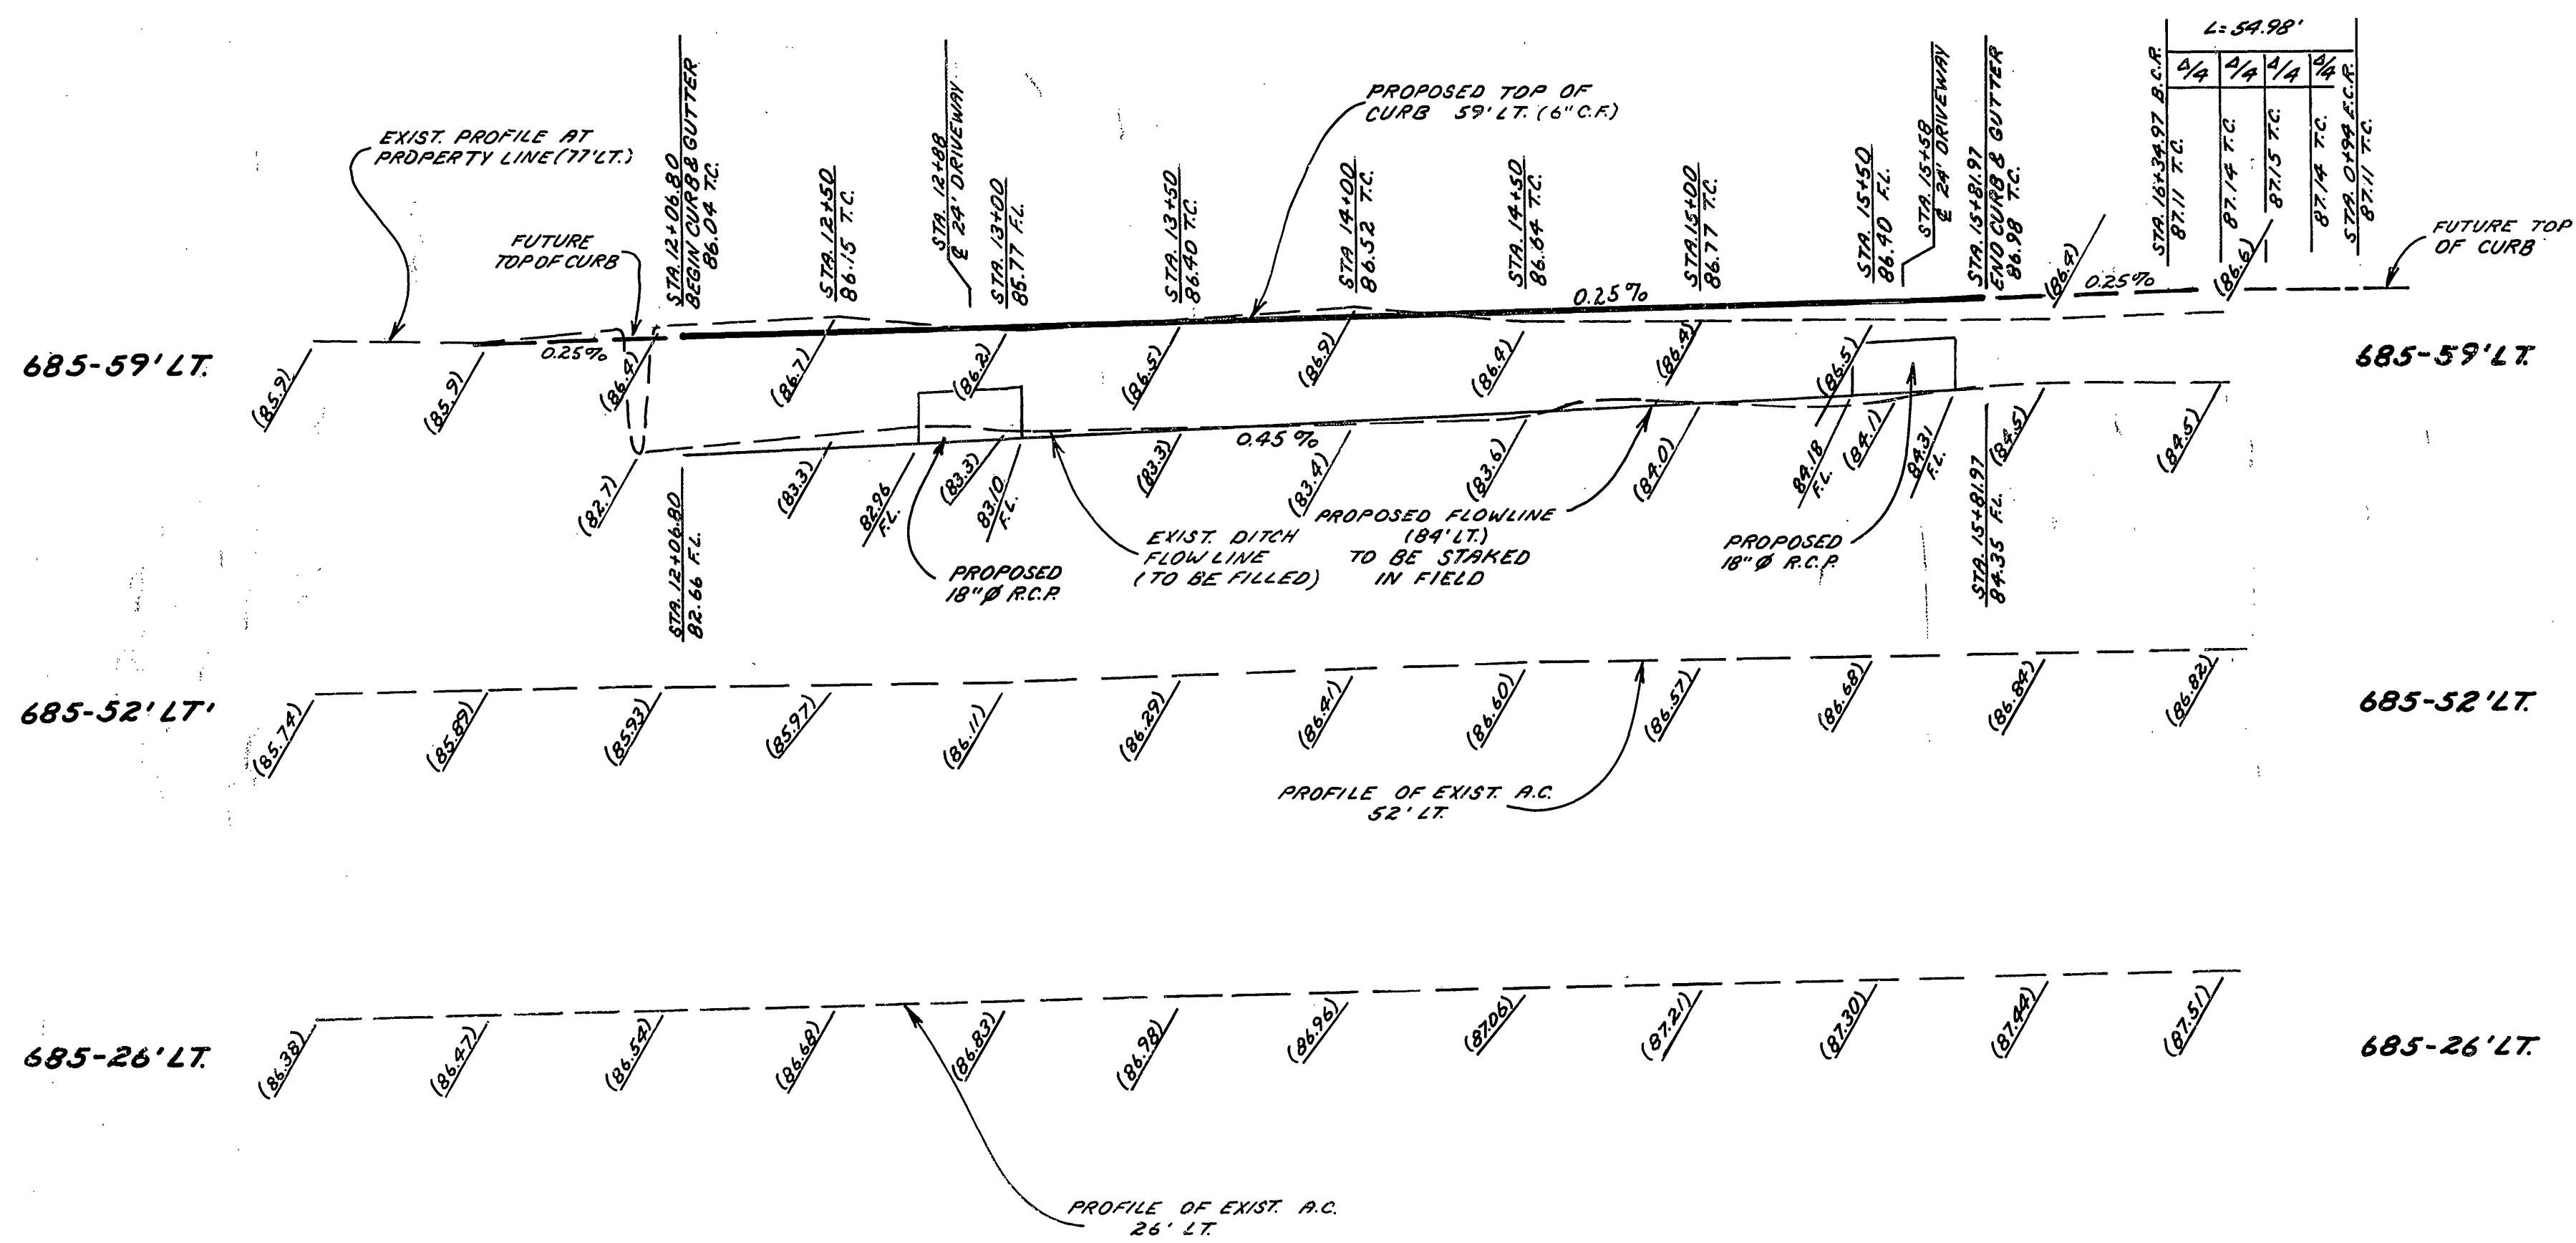 L=54.98'
Δ/4
Δ/4
Δ/4
Δ/4
EXIST. PROFILE AT
PROPERTY LINE (77'LT.)
FUTURE
TOP OF CURB
STA. 12+06.80
BEGIN CURB & GUTTER
86.04 T.C.
STA. 12+50
86.15 T.C.
STA. 12+88
℄ 24' DRIVEWAY
STA. 13+00
85.77 F.L.
STA. 13+50
86.40 T.C.
PROPOSED TOP OF
CURB 59' LT. (6" C.F.)
STA. 14+00
86.52 T.C.
STA. 14+50
86.64 T.C.
STA. 15+00
86.77 T.C.
STA. 15+50
86.40 F.L.
STA. 15+58
℄ 24' DRIVEWAY
STA. 15+81.97
END CURB & GUTTER
86.98 T.C.
STA. 16+34.97 B.C.R.
87.11 T.C.
87.14 T.C.
87.15 T.C.
87.14 T.C.
STA. 0+94 E.C.R.
87.11 T.C.
FUTURE TOP
OF CURB
0.25%
0.25%
0.25%
685-59' LT.
(85.9)
(85.9)
(86.4)
(86.7)
(86.2)
(86.5)
(86.9)
(86.4)
(86.4)
(86.5)
(86.4)
(86.6)
685-59' LT.
0.45%
(82.7)
(83.3)
82.96
F.L.
(83.3)
83.10
F.L.
(83.3)
(83.4)
(83.6)
(84.0)
84.18
F.L.
(84.1)
84.31
F.L.
(84.5)
(84.5)
STA. 12+06.80
82.66 F.L.
PROPOSED
18"Ø R.C.P.
EXIST. DITCH
FLOW LINE
(TO BE FILLED)
PROPOSED FLOWLINE
(84' LT.)
TO BE STAKED
IN FIELD
PROPOSED
18"Ø R.C.P.
STA. 15+81.97
84.35 F.L.
685-52' LT'
(85.74)
(85.89)
(85.93)
(85.97)
(86.11)
(86.29)
(86.41)
(86.60)
(86.57)
(86.68)
(86.84)
(86.82)
685-52' LT.
PROFILE OF EXIST. A.C.
52' LT.
685-26' LT.
(86.38)
(86.47)
(86.54)
(86.68)
(86.83)
(86.98)
(86.96)
(87.06)
(87.21)
(87.30)
(87.44)
(87.51)
685-26' LT.
PROFILE OF EXIST. A.C.
26' LT.